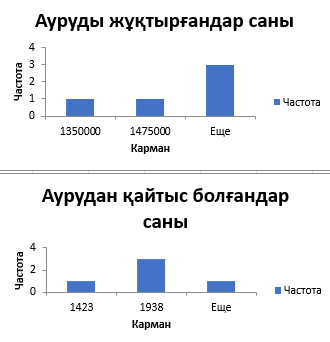 Ауруды жұқтырғандар саны
Частота
4
3
2
1
0
1350000 1475000 Еще
Карман
Частота
Аурудан қайтыс болғандар
саны
Частота
4
2
0
1423 1938 Еще
Карман
Частота